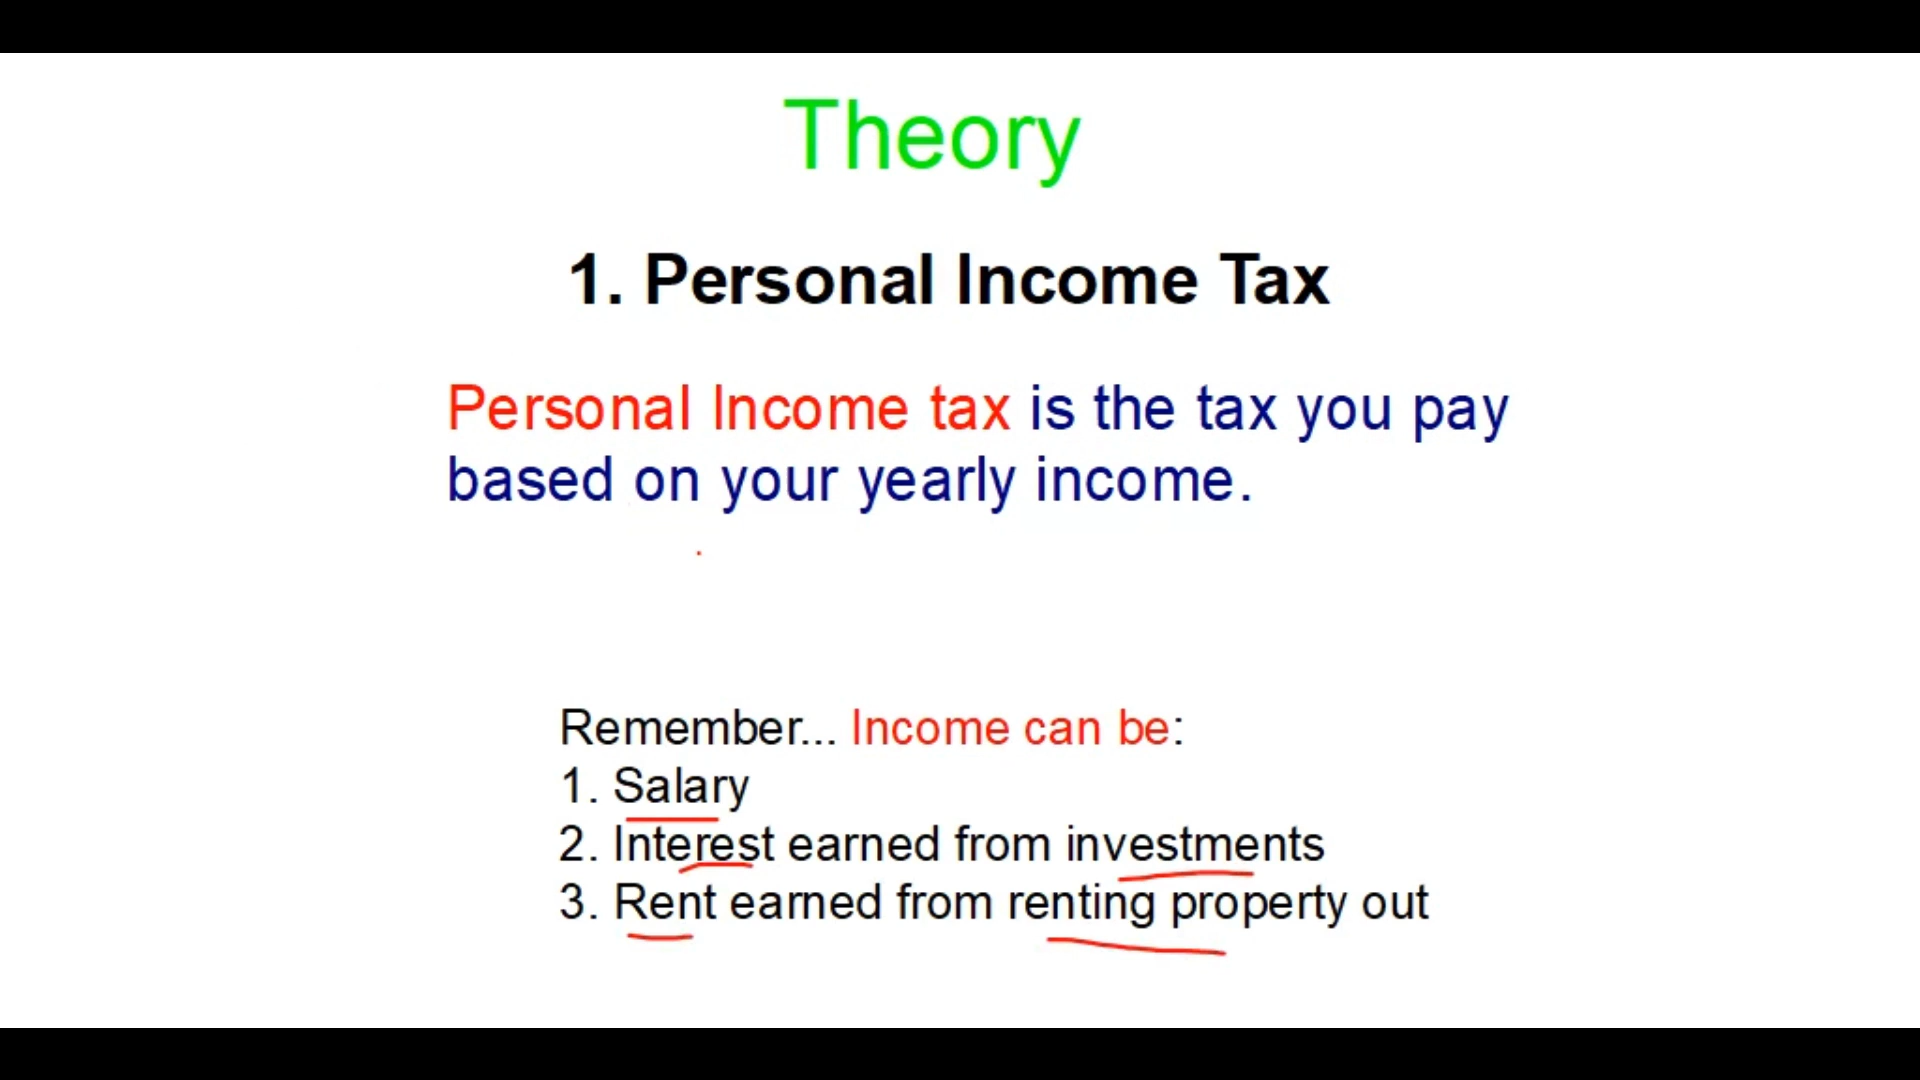 Theory
1. Personal Income Tax
Personal Income tax is the tax you pay
based on your yearly income.
Remember... Income can be:
1. Salary
2. Interest earned from investments
3. Rent earned from renting property out